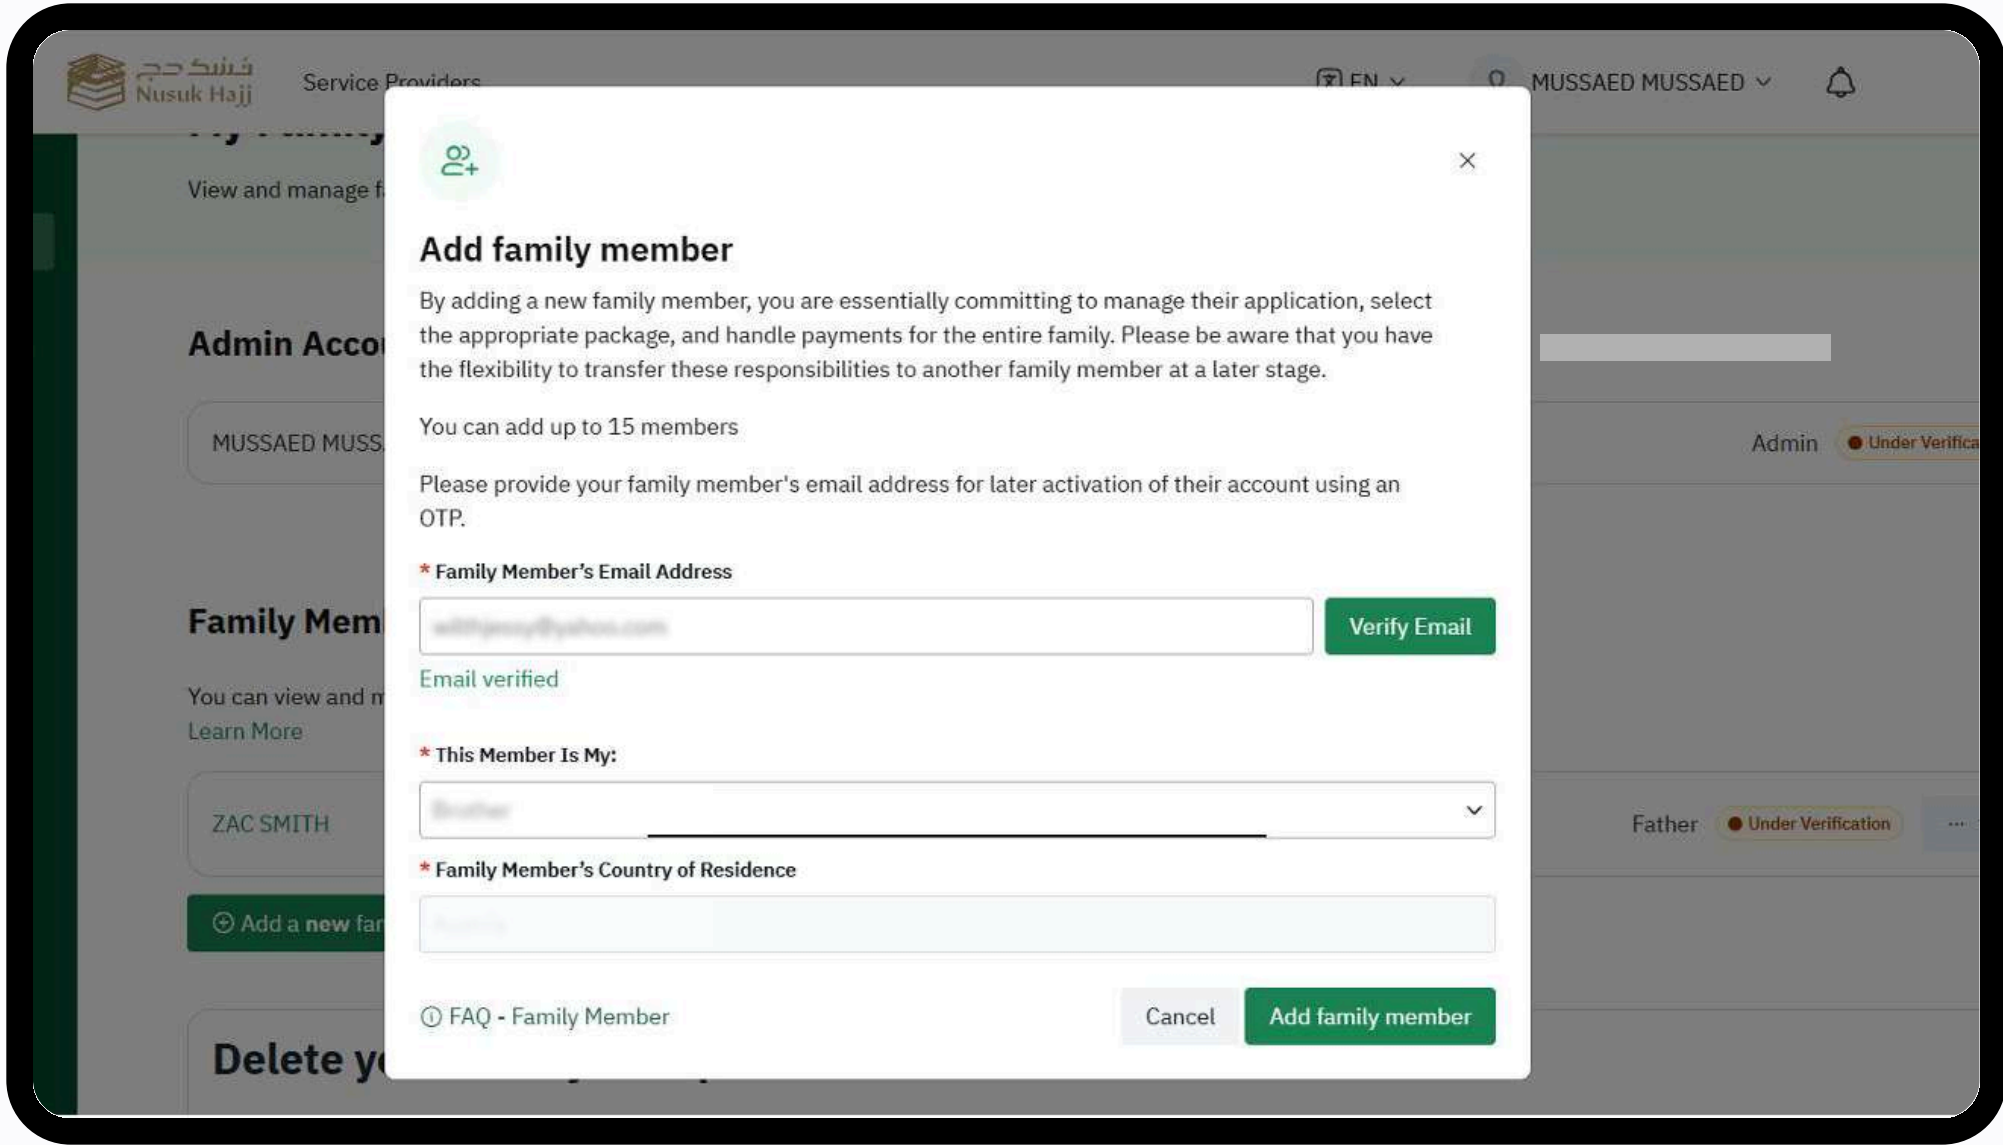 نسك حج
Nusuk Hajj
Service Providers
EN
MUSSAED MUSSAED
My Family
View and manage f
Admin Accou
MUSSAED MUSSA
Admin
Under Verifica
Family Mem
You can view and m
Learn More
ZAC SMITH
Father
Under Verification
...
Add a new fam
Delete yo
Add family member
By adding a new family member, you are essentially committing to manage their application, select
the appropriate package, and handle payments for the entire family. Please be aware that you have
the flexibility to transfer these responsibilities to another family member at a later stage.
You can add up to 15 members
Please provide your family member's email address for later activation of their account using an
OTP.
* Family Member’s Email Address
Verify Email
Email verified
* This Member Is My:
* Family Member’s Country of Residence
FAQ - Family Member
Cancel
Add family member